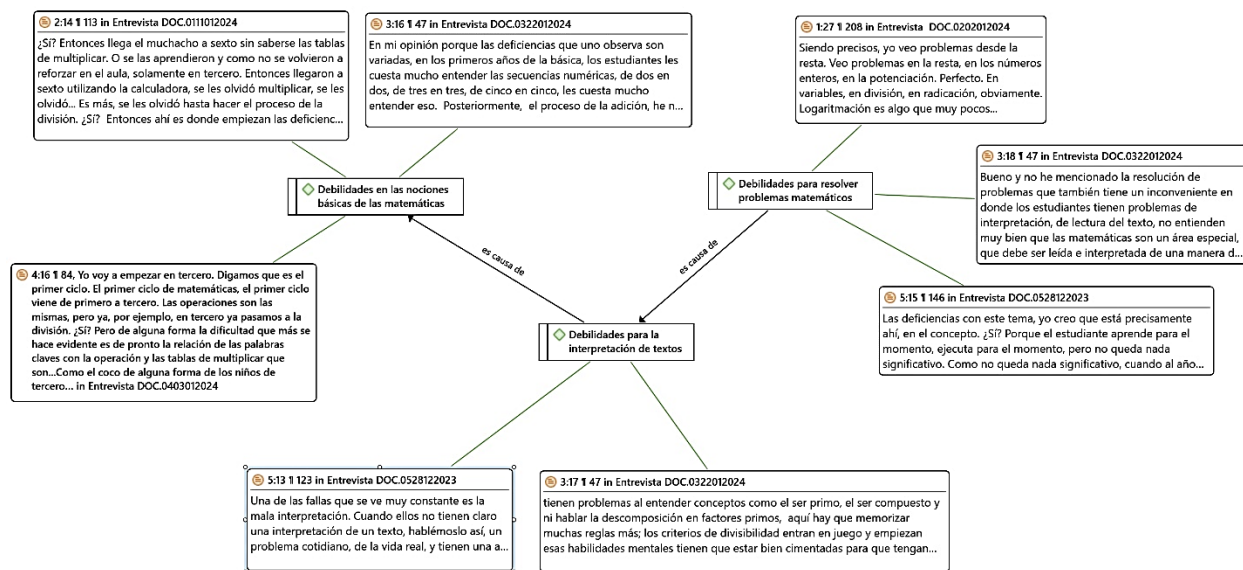 2:14 ¶ 113 in Entrevista DOC.0111012024
¿Sí? Entonces llega el muchacho a sexto sin saberse las tablas
de multiplicar. O se las aprendieron y como no se volvieron a
reforzar en el aula, solamente en tercero. Entonces llegaron a
sexto utilizando la calculadora, se les olvidó multiplicar, se les
olvidó... Es más, se les olvidó hasta hacer el proceso de la
división. ¿Sí? Entonces ahí es donde empiezan las deficienc...
3:16 ¶ 47 in Entrevista DOC.0322012024
En mi opinión porque las deficiencias que uno observa son
variadas, en los primeros años de la básica, los estudiantes les
cuesta mucho entender las secuencias numéricas, de dos en
dos, de tres en tres, de cinco en cinco, les cuesta mucho
entender eso. Posteriormente, el proceso de la adición, he n...
1:27 ¶ 208 in Entrevista DOC.0202012024
Siendo precisos, yo veo problemas desde la
resta. Veo problemas en la resta, en los números
enteros, en la potenciación. Perfecto. En
variables, en división, en radicación, obviamente.
Logaritmación es algo que muy pocos...
3:18 ¶ 47 in Entrevista DOC.0322012024
Bueno y no he mencionado la resolución de
problemas que también tiene un inconveniente en
donde los estudiantes tienen problemas de
interpretación, de lectura del texto, no entienden
muy bien que las matemáticas son un área especial,
que debe ser leída e interpretada de una manera d...
Debilidades en las nociones
básicas de las matemáticas
Debilidades para resolver
problemas matemáticos
es causa de
es causa de
4:16 ¶ 84, Yo voy a empezar en tercero. Digamos que es el
primer ciclo. El primer ciclo de matemáticas, el primer ciclo
viene de primero a tercero. Las operaciones son las
mismas, pero ya, por ejemplo, en tercero ya pasamos a la
división. ¿Sí? Pero de alguna forma la dificultad que más se
hace evidente es de pronto la relación de las palabras
claves con la operación y las tablas de multiplicar que
son...Como el coco de alguna forma de los niños de
tercero... in Entrevista DOC.0403012024
5:15 ¶ 146 in Entrevista DOC.0528122023
Las deficiencias con este tema, yo creo que está precisamente
ahí, en el concepto. ¿Sí? Porque el estudiante aprende para el
momento, ejecuta para el momento, pero no queda nada
significativo. Como no queda nada significativo, cuando al año...
Debilidades para la
interpretación de textos
5:13 ¶ 123 in Entrevista DOC.0528122023
Una de las fallas que se ve muy constante es la
mala interpretación. Cuando ellos no tienen claro
una interpretación de un texto, hablémoslo así, un
problema cotidiano, de la vida real, y tienen una a...
3:17 ¶ 47 in Entrevista DOC.0322012024
tienen problemas al entender conceptos como el ser primo, el ser compuesto y
ni hablar la descomposición en factores primos, aquí hay que memorizar
muchas reglas más; los criterios de divisibilidad entran en juego y empiezan
esas habilidades mentales tienen que estar bien cimentadas para que tengan...